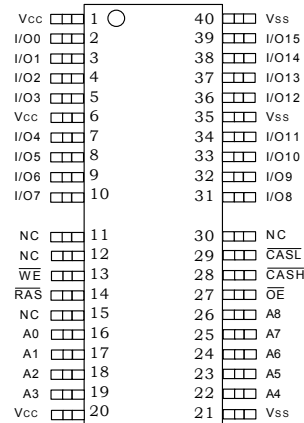 Vcc 1 40 Vss
I/O0 2 39 I/O15
I/O1 3 38 I/O14
I/O2 4 37 I/O13
I/O3 5 36 I/O12
Vcc 6 35 Vss
I/O4 7 34 I/O11
I/O5 8 33 I/O10
I/O6 9 32 I/O9
I/O7 10 31 I/O8
NC 11 30 NC
NC 12 29 CASL
WE 13 28 CASH
RAS 14 27 OE
NC 15 26 A8
A0 16 25 A7
A1 17 24 A6
A2 18 23 A5
A3 19 22 A4
Vcc 20 21 Vss